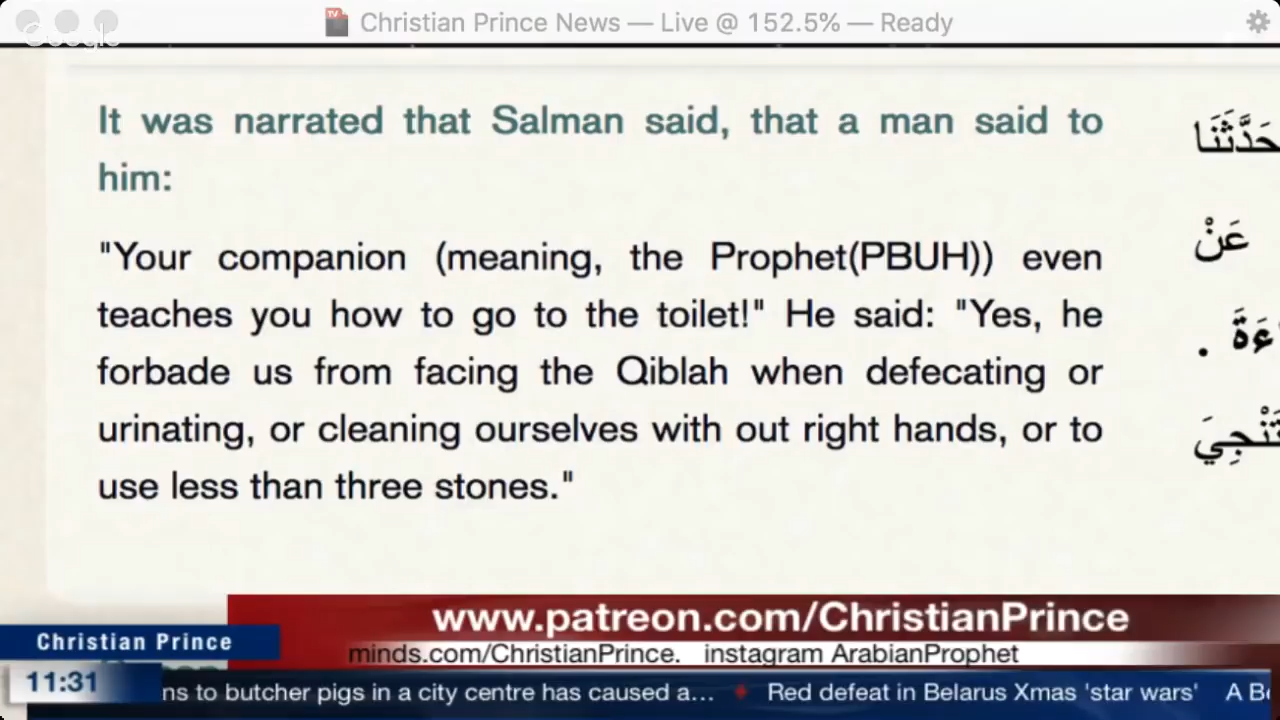 Christian Prince News — Live @ 152.5% — Ready
Google
It was narrated that Salman said, that a man said to
him:
"Your companion (meaning, the Prophet(PBUH)) even
teaches you how to go to the toilet!" He said: "Yes, he
forbade us from facing the Qiblah when defecating or
urinating, or cleaning ourselves with out right hands, or to
use less than three stones."
حَدَّثَنَا
عَنْ
www.patreon.com/ChristianPrince
Christian Prince
minds.com/ChristianPrince. instagram ArabianProphet
11:31
ns to butcher pigs in a city centre has caused a... Red defeat in Belarus Xmas 'star wars' A Be